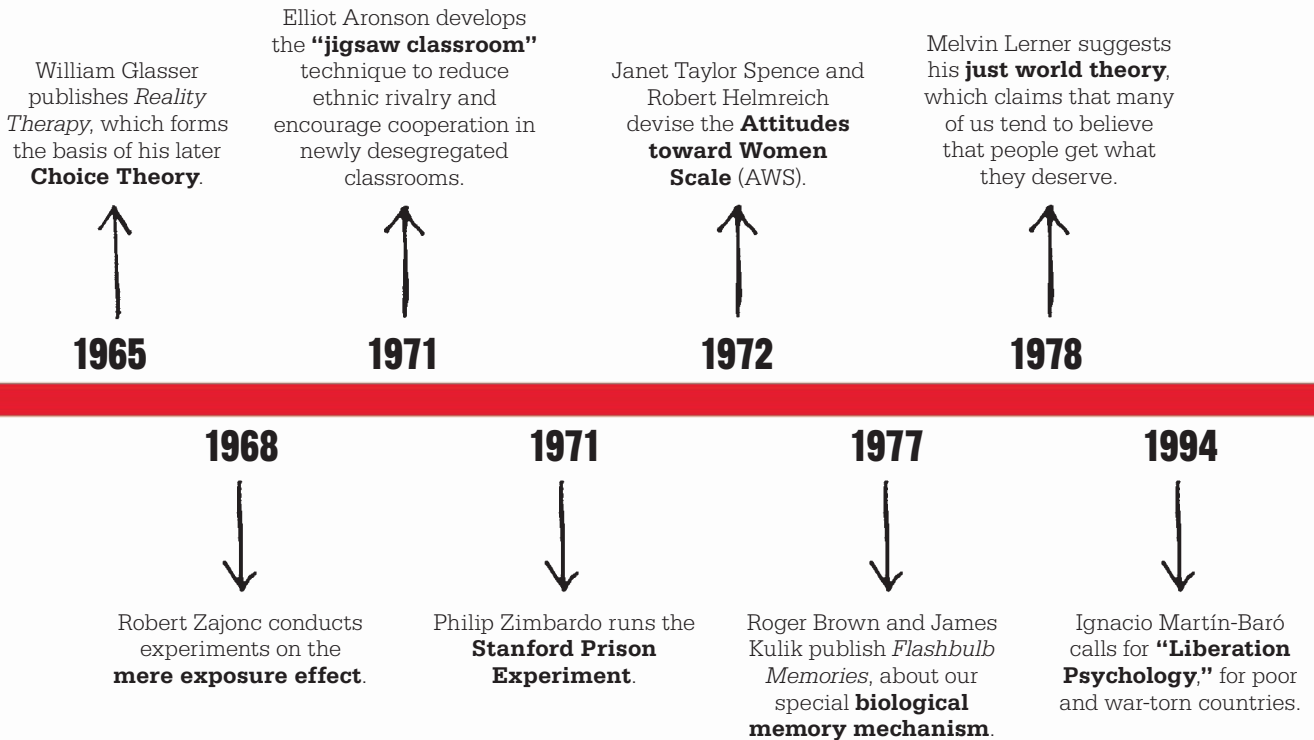 William Glasser
publishes Reality
Therapy, which forms
the basis of his later
Choice Theory.
Elliot Aronson develops
the “jigsaw classroom”
technique to reduce
ethnic rivalry and
encourage cooperation in
newly desegregated
classrooms.
Janet Taylor Spence and
Robert Helmreich
devise the Attitudes
toward Women
Scale (AWS).
Melvin Lerner suggests
his just world theory,
which claims that many
of us tend to believe
that people get what
they deserve.
1965
1971
1972
1978
1968
1971
1977
1994
Robert Zajonc conducts
experiments on the
mere exposure effect.
Philip Zimbardo runs the
Stanford Prison
Experiment.
Roger Brown and James
Kulik publish Flashbulb
Memories, about our
special biological
memory mechanism.
Ignacio Martín-Baró
calls for “Liberation
Psychology,” for poor
and war-torn countries.